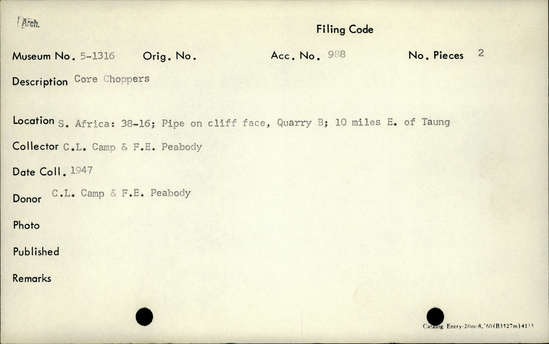 Arch.
Filing Code
Museum No. 5-1316 Orig. No. Acc. No. 988 No. Pieces 2
Description Core Choppers
Location S. Africa: 38-16; Pipe on cliff face, Quarry B; 10 miles E. of Taung
Collector C.L. Camp & F.E. Peabody
Date Coll. 1947
Donor C.L. Camp & F.E. Peabody
Photo
Published
Remarks
Catalog Entry